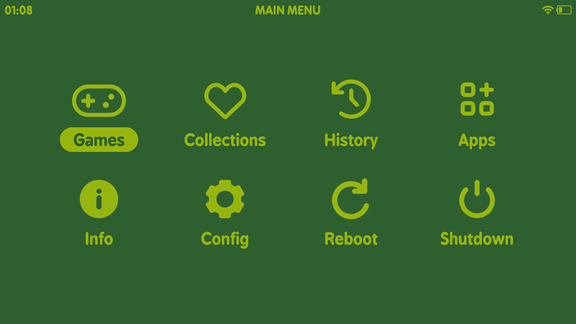 01:08
MAIN MENU
Games
Collections
History
Apps
Info
Config
Reboot
Shutdown